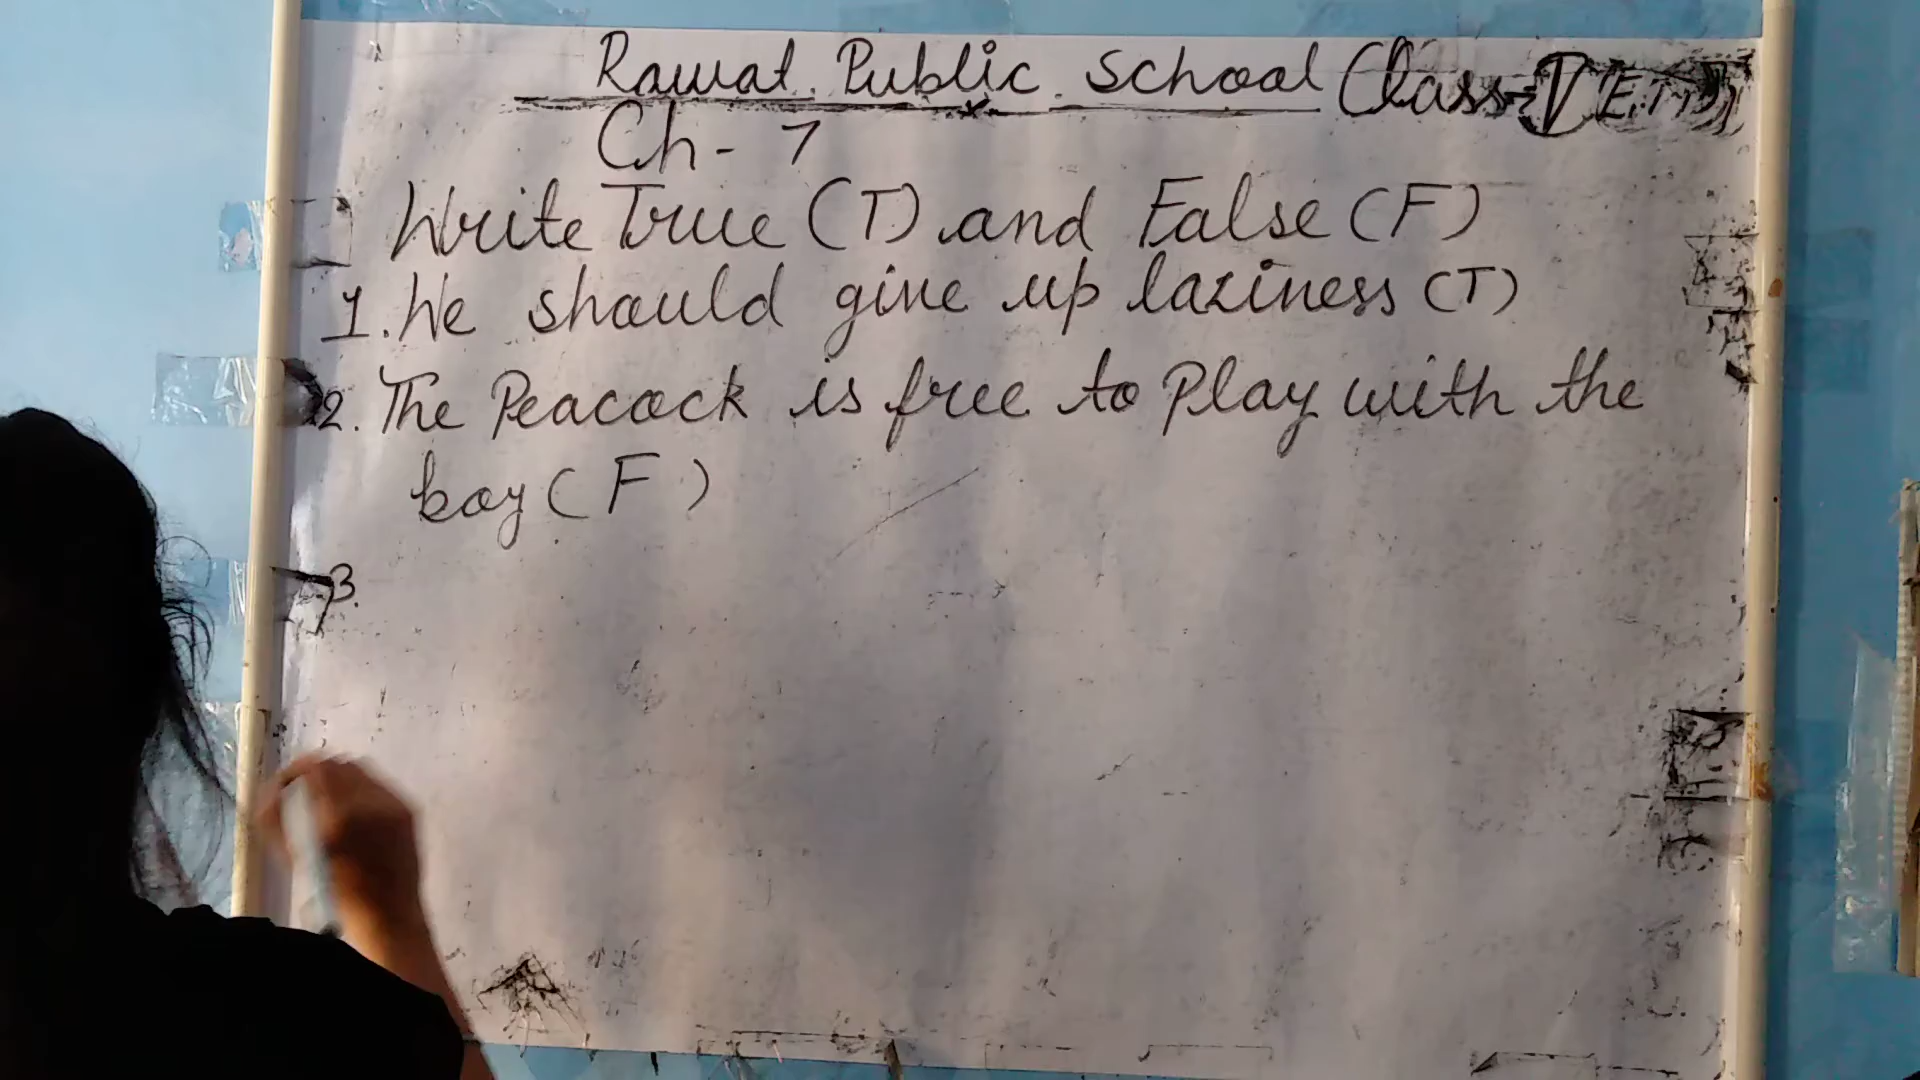 Rawat Public School Class-V
Ch-7
Write True (T) and False (F)
1. We should give up laziness (T)
2. The Peacock is free to Play with the
boy (F)
3.